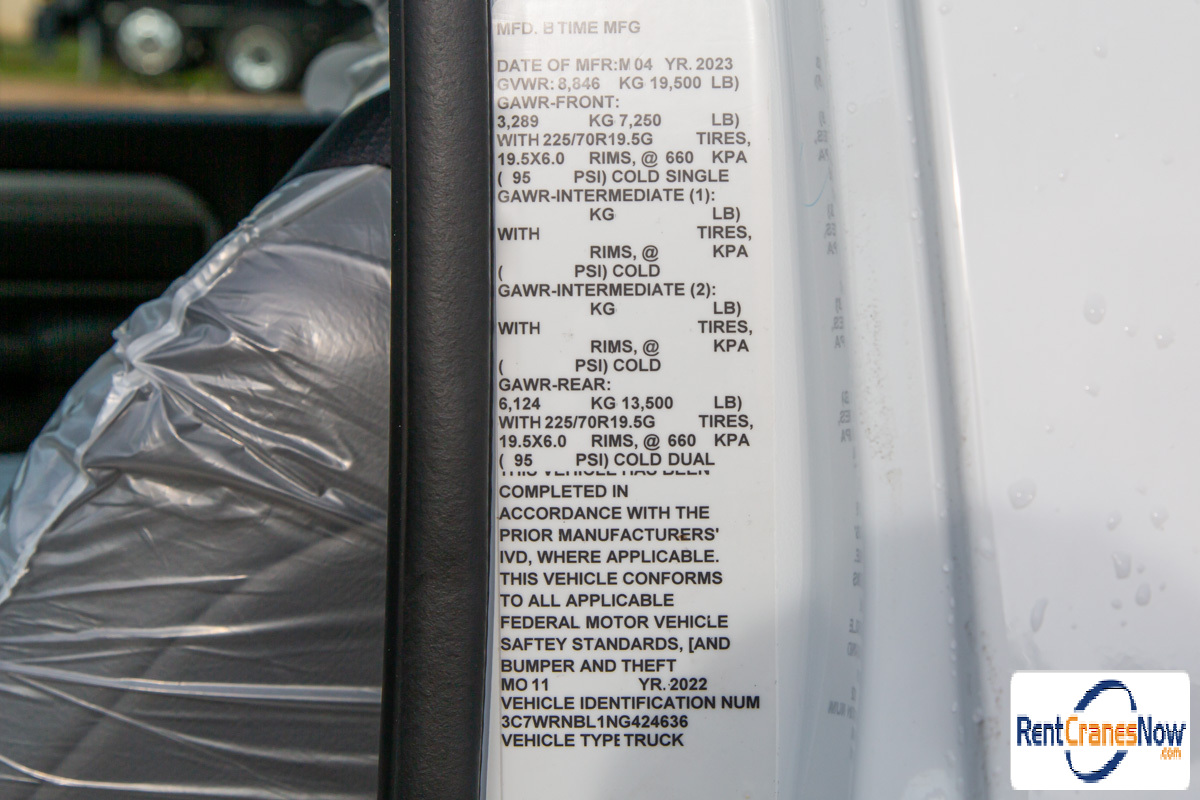 MFD. B TIME MFG
DATE OF MFR:M 04 YR. 2023
GVWR: 8,846 KG 19,500 LB)
GAWR-FRONT:
3,289 KG 7,250 LB)
WITH 225/70R19.5G TIRES,
19.5X6.0 RIMS, @ 660 KPA
( 95 PSI) COLD SINGLE
GAWR-INTERMEDIATE (1):
KG LB)
WITH TIRES,
RIMS, @ KPA
( PSI) COLD
GAWR-INTERMEDIATE (2):
KG LB)
WITH TIRES,
RIMS, @ KPA
( PSI) COLD
GAWR-REAR:
6,124 KG 13,500 LB)
WITH 225/70R19.5G TIRES,
19.5X6.0 RIMS, @ 660 KPA
( 95 PSI) COLD DUAL
THIS VEHICLE HAS BEEN
COMPLETED IN
ACCORDANCE WITH THE
PRIOR MANUFACTURERS'
IVD, WHERE APPLICABLE.
THIS VEHICLE CONFORMS
TO ALL APPLICABLE
FEDERAL MOTOR VEHICLE
SAFTEY STANDARDS, [AND
BUMPER AND THEFT
MO 11 YR. 2022
VEHICLE IDENTIFICATION NUM
3C7WRNBL1NG424636
VEHICLE TYPE TRUCK
RentCranesNow
.com